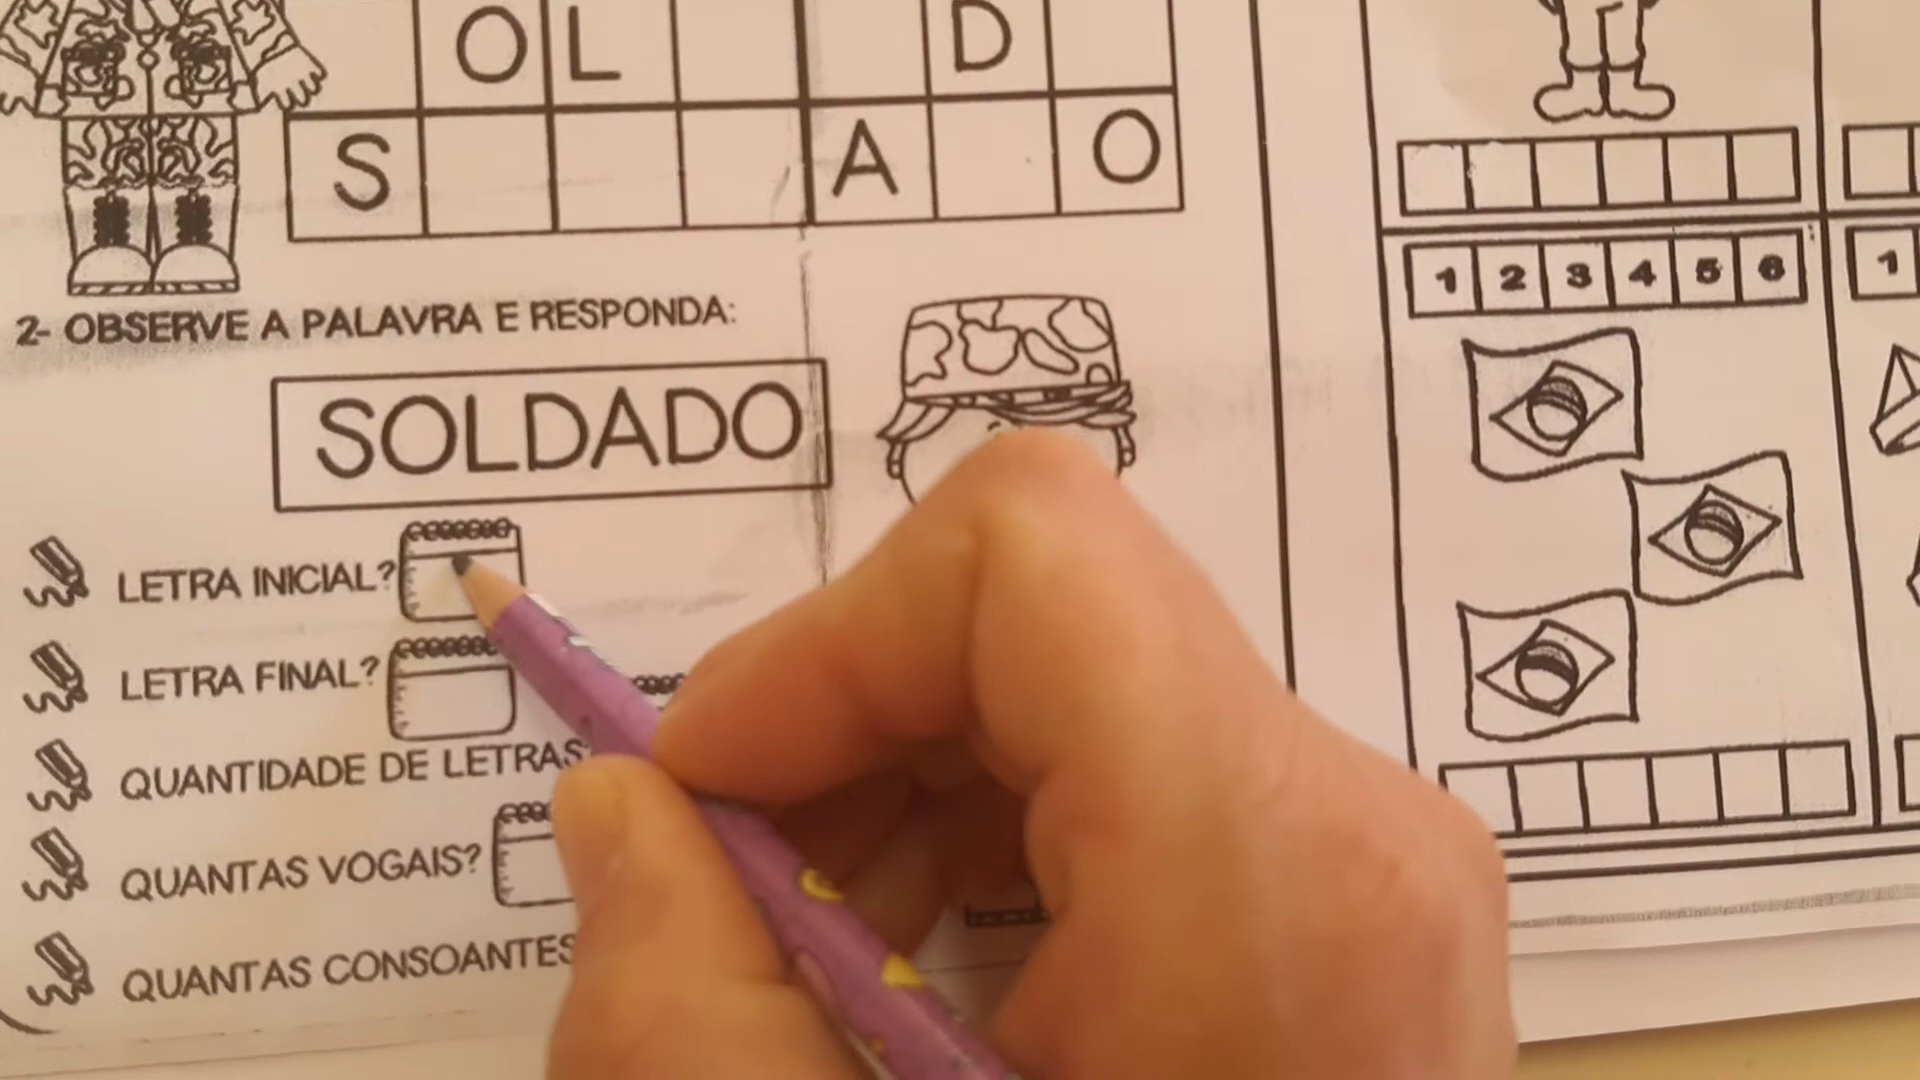 OL D
S A O
1 2 3 4 5 6 1
2- OBSERVE A PALAVRA E RESPONDA:
SOLDADO
LETRA INICIAL?
LETRA FINAL?
QUANTIDADE DE LETRAS
QUANTAS VOGAIS?
QUANTAS CONSOANTES